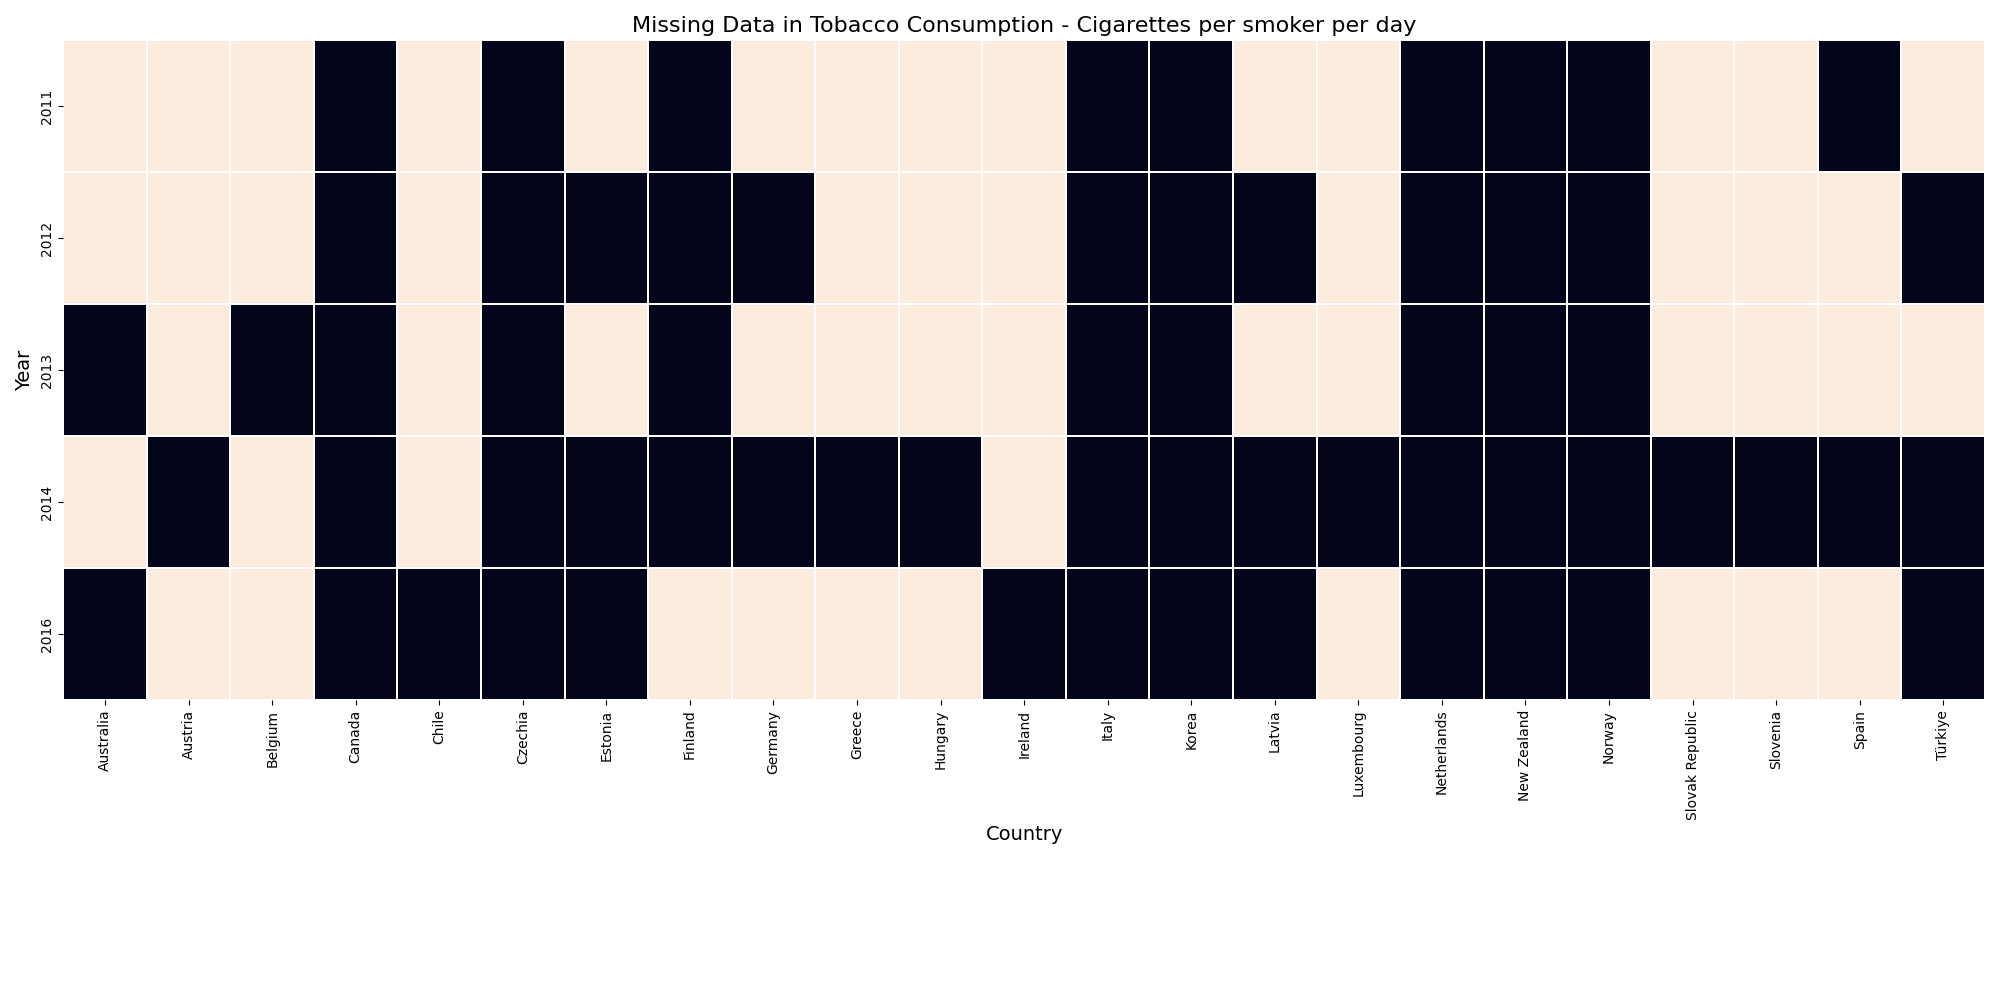 Missing Data in Tobacco Consumption - Cigarettes per smoker per day
Year
2011
2012
2013
2014
2016
Australia
Austria
Belgium
Canada
Chile
Czechia
Estonia
Finland
Germany
Greece
Hungary
Ireland
Italy
Korea
Latvia
Luxembourg
Netherlands
New Zealand
Norway
Slovak Republic
Slovenia
Spain
Türkiye
Country